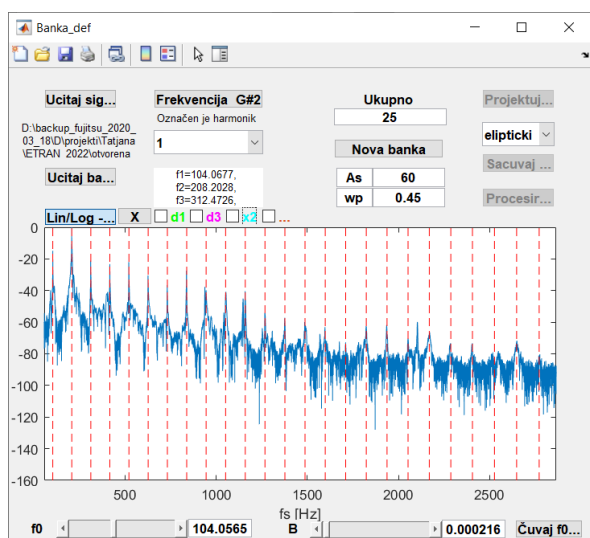 Banka_def
Ucitaj sig...
Frekvencija G#2
Ukupno
Projektuj...
D:\backup_fujitsu_2020_
03_18\D\projekti\Tatjana
\ETRAN 2022\otvorena
Označen je harmonik
1
25
elipticki
Nova banka
Ucitaj ba...
f1=104.0677,
f2=208.2028,
f3=312.4726,
As 60
Sacuvaj ...
wp 0.45
Procesir...
Lin/Log -...
X
d1
d3
x2
...
0
-20
-40
-60
-80
-100
-120
-140
-160
500 1000 1500 2000 2500
fs [Hz]
f0 104.0565 B 0.000216 Čuvaj f0...